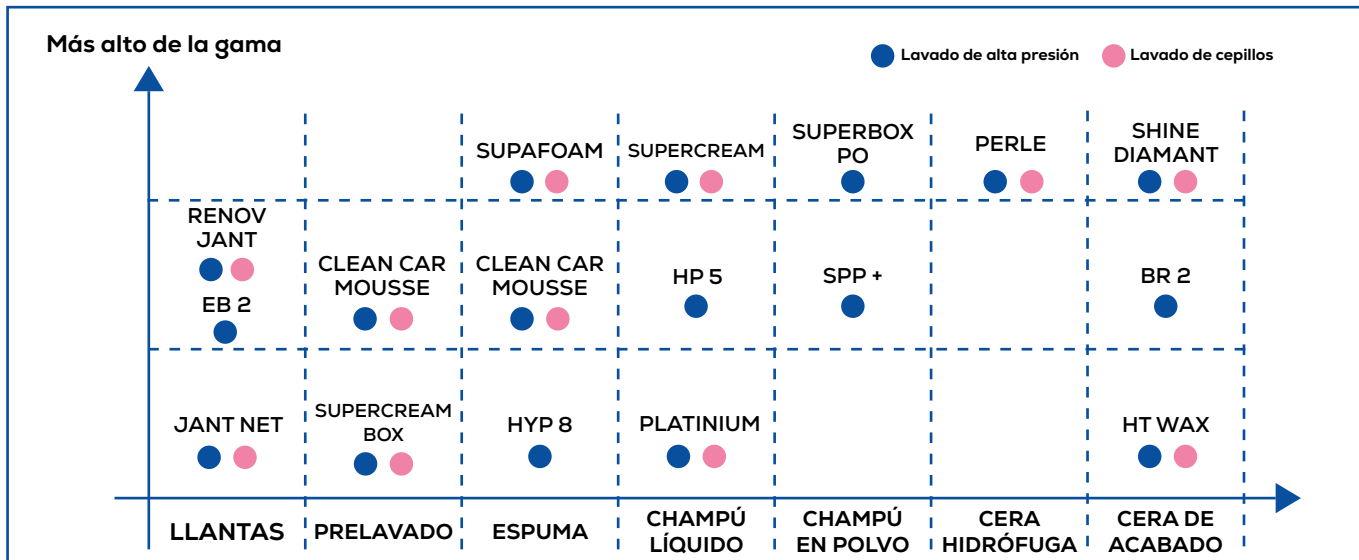 Más alto de la gama
Lavado de alta presión
Lavado de cepillos
SUPAFOAM
SUPERCREAM
SUPERBOX
PO
PERLE
SHINE
DIAMANT
RENOV
JANT
EB 2
CLEAN CAR
MOUSSE
CLEAN CAR
MOUSSE
HP 5
SPP +
BR 2
JANT NET
SUPERCREAM
BOX
HYP 8
PLATINIUM
HT WAX
LLANTAS
PRELAVADO
ESPUMA
CHAMPÚ
LÍQUIDO
CHAMPÚ
EN POLVO
CERA
HIDRÓFUGA
CERA DE
ACABADO